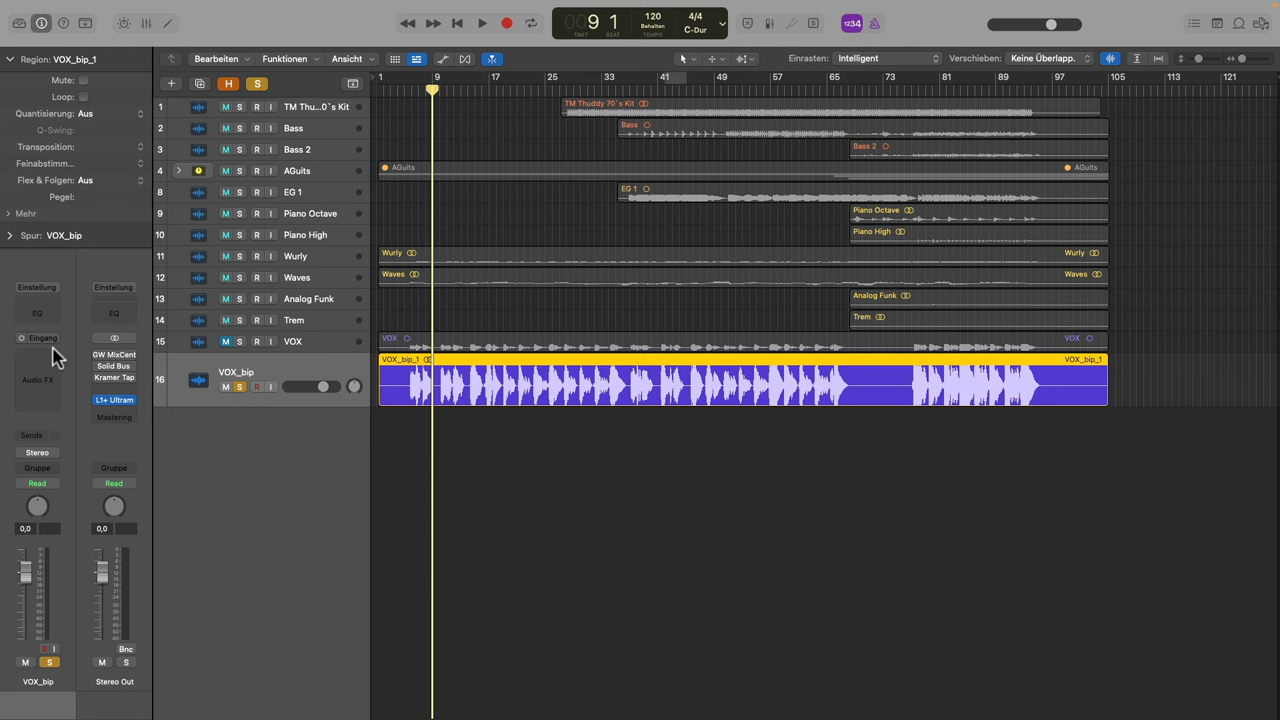 9 1
TAKT BEAT
120
Behalten
TEMPO
4/4
C-Dur
1234
Region: VOX_bip_1
Mute:
Loop:
Quantisierung: Aus
Q-Swing:
Transposition:
Feinabstimm...
Flex & Folgen: Aus
Pegel:
Mehr
Spur: VOX_bip
Bearbeiten Funktionen Ansicht
Einrasten: Intelligent
Verschieben: Keine Überlapp.
H S
1 9 17 25 33 41 49 57 65 73 81 89 97 105 113 121
1 M S R I TM Thu...0`s Kit
2 M S R I Bass
3 M S R I Bass 2
4 M S R I AGuits
8 M S R I EG 1
9 M S R I Piano Octave
10 M S R I Piano High
11 M S R I Wurly
12 M S R I Waves
13 M S R I Analog Funk
14 M S R I Trem
15 M S R I VOX
16 VOX_bip
M S R I
TM Thuddy 70`s Kit
Bass
Bass 2
AGuits AGuits
EG 1
Piano Octave
Piano High
Wurly Wurly
Waves Waves
Analog Funk
Trem
VOX VOX
VOX_bip_1 VOX_bip_1
Einstellung Einstellung
EQ EQ
Eingang
Audio FX
GW MixCent
Solid Bus
Kramer Tap
L1+ Ultram
Mastering
Sends
Stereo
Gruppe Gruppe
Read Read
0,0 0,0
R I Bnc
M S M S
VOX_bip Stereo Out